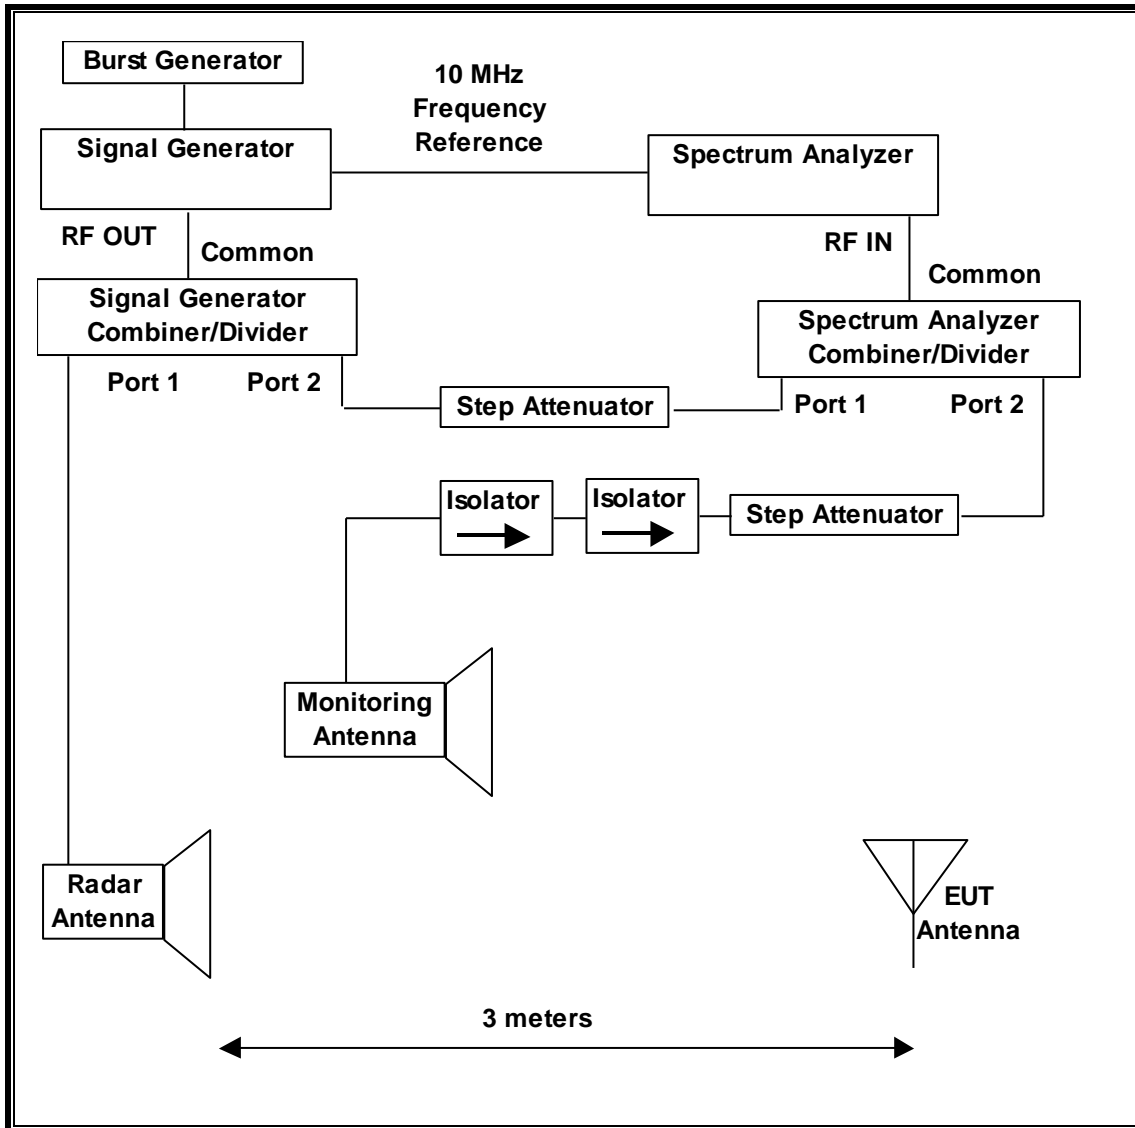 Burst Generator
10 MHz
Frequency
Reference
Signal Generator
Spectrum Analyzer
RF OUT
Common
RF IN
Common
Signal Generator
Combiner/Divider
Spectrum Analyzer
Combiner/Divider
Port 1
Port 2
Step Attenuator
Port 1
Port 2
Isolator
Isolator
Step Attenuator
Monitoring
Antenna
Radar
Antenna
EUT
Antenna
3 meters